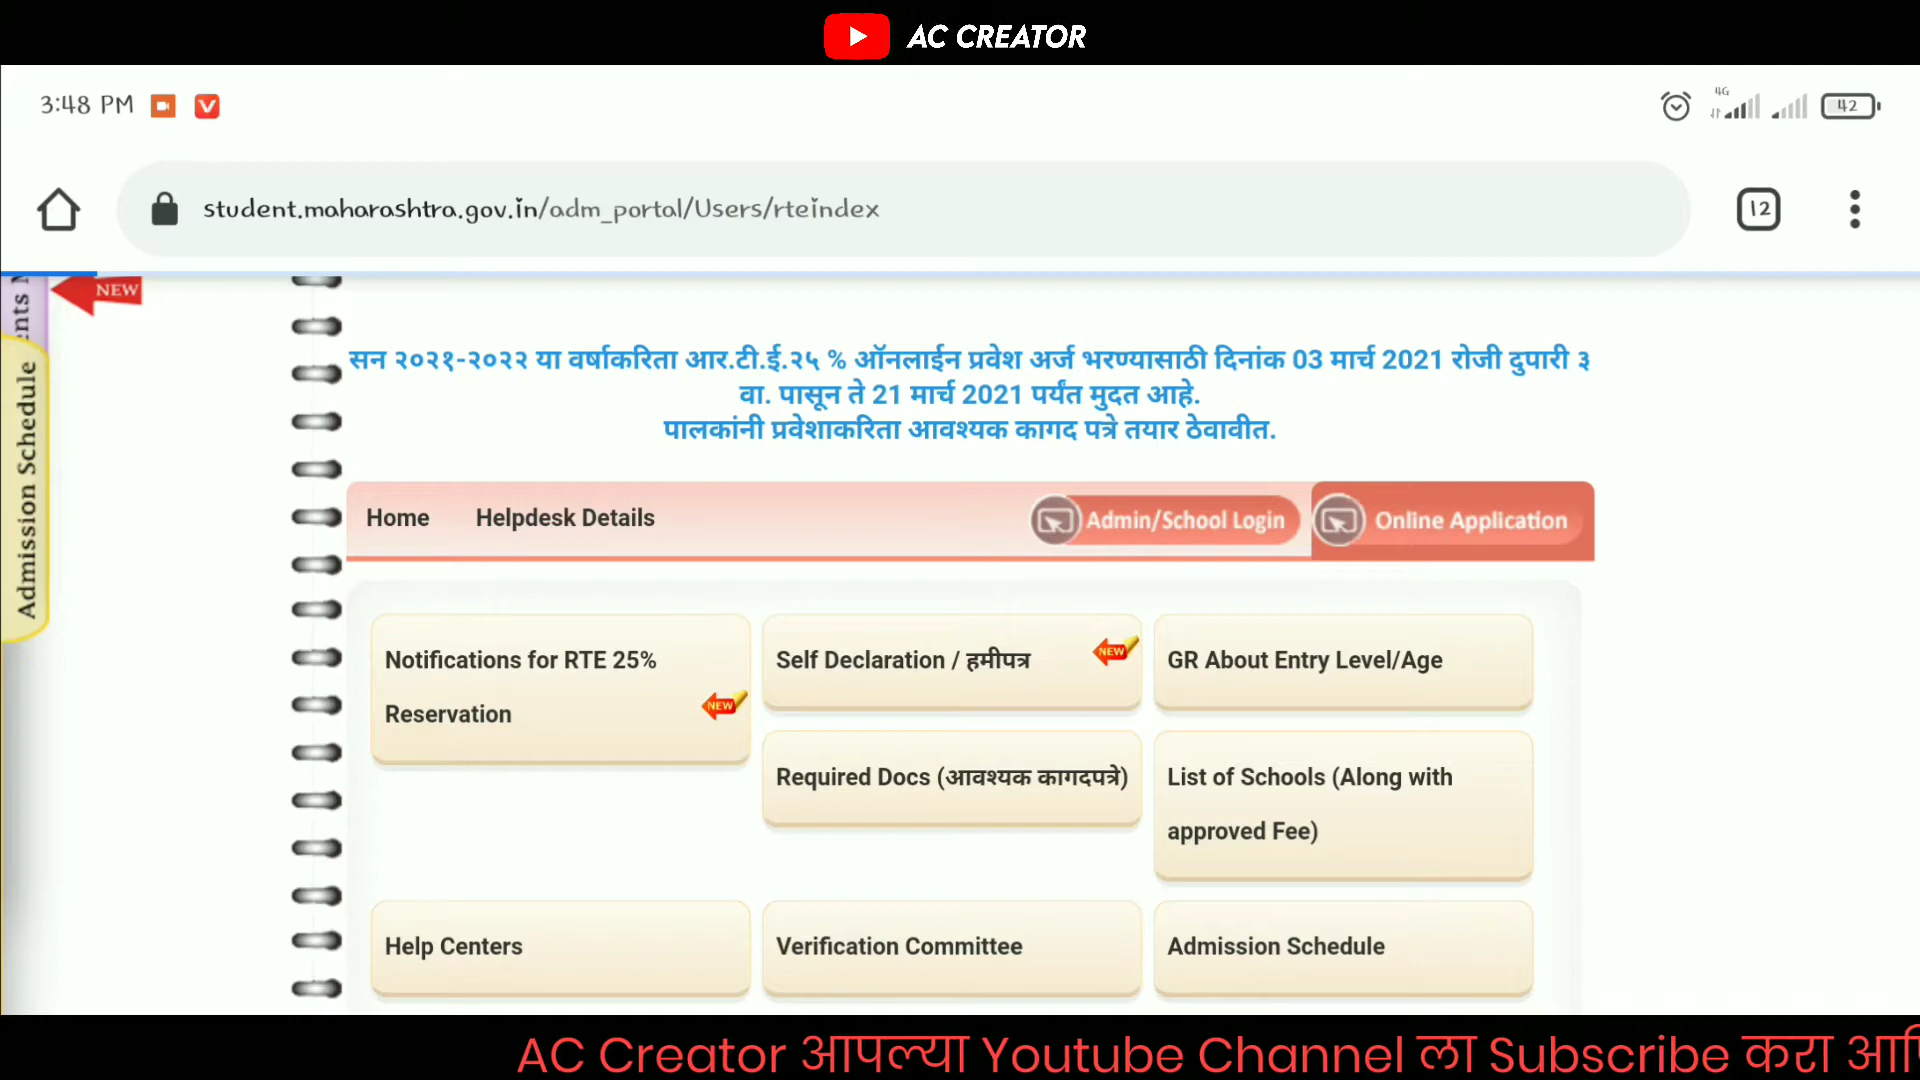 AC CREATOR
3:48 PM
4G
42
student.maharashtra.gov.in/adm_portal/Users/rteindex
12
NEW
Admission Schedule
सन २०२१-२०२२ या वर्षाकरिता आर.टी.ई.२५ % ऑनलाईन प्रवेश अर्ज भरण्यासाठी दिनांक 03 मार्च 2021 रोजी दुपारी ३
वा. पासून ते 21 मार्च 2021 पर्यंत मुदत आहे.
पालकांनी प्रवेशाकरिता आवश्यक कागद पत्रे तयार ठेवावीत.
Home Helpdesk Details Admin/School Login Online Application
Notifications for RTE 25%
Reservation NEW
Self Declaration / हमीपत्र NEW
GR About Entry Level/Age
Required Docs (आवश्यक कागदपत्रे)
List of Schools (Along with
approved Fee)
Help Centers
Verification Committee
Admission Schedule
AC Creator आपल्या Youtube Channel ला Subscribe करा